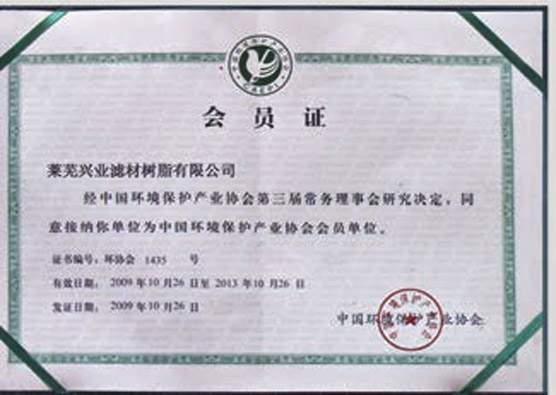 会员证
莱芜兴业滤材树脂有限公司
经中国环境保护产业协会第三届常务理事会研究决定，同
意接纳你单位为中国环境保护产业协会会员单位。
证书编号：环协会 1435 号
有效日期： 2009 年 10 月 26 日至 2013 年 10 月 26 日
发证日期： 2009 年 10 月 26 日
中国环境保护产业协会